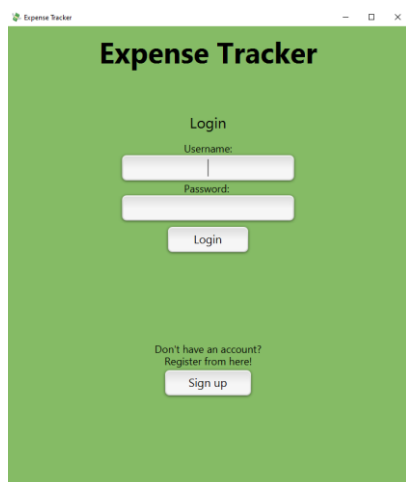 Expense Tracker
Expense Tracker
Login
Username:
Password:
Login
Don't have an account?
Register from here!
Sign up